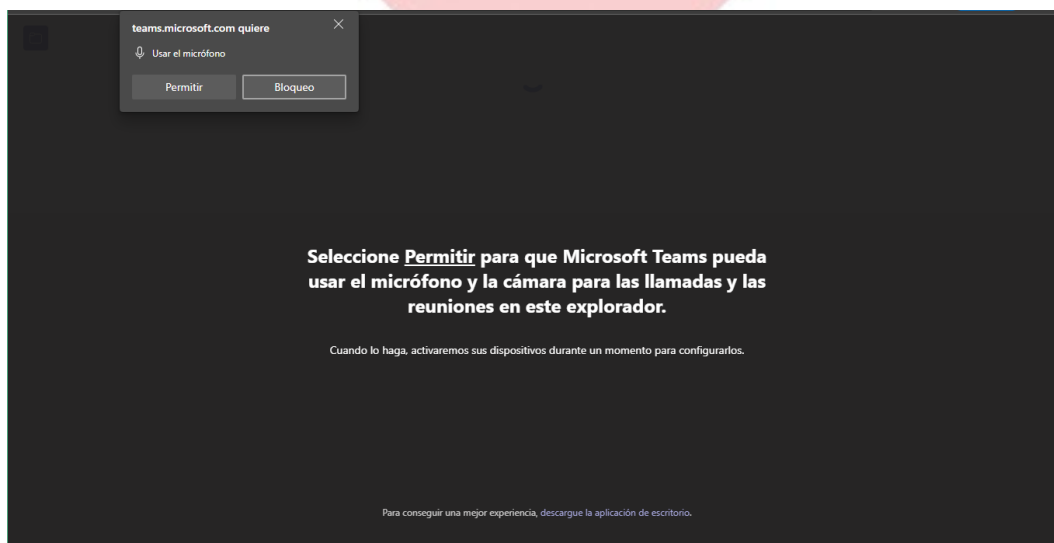 teams.microsoft.com quiere
Usar el micrófono
Permitir
Bloqueo
Seleccione Permitir para que Microsoft Teams pueda
usar el micrófono y la cámara para las llamadas y las
reuniones en este explorador.
Cuando lo haga, activaremos sus dispositivos durante un momento para configurarlos.
Para conseguir una mejor experiencia, descargue la aplicación de escritorio.